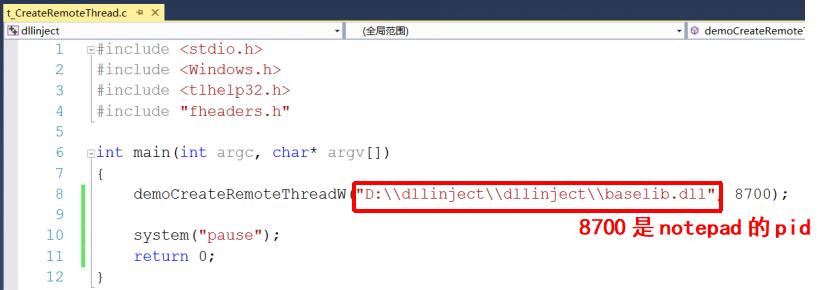 t_CreateRemoteThread.c
dllinject (全局范围) demoCreateRemoteT
1 #include <stdio.h>
2 #include <Windows.h>
3 #include <tlhelp32.h>
4 #include "fheaders.h"
5
6 int main(int argc, char* argv[])
7 {
8 demoCreateRemoteThreadW("D:\\dllinject\\dllinject\\baselib.dll", 8700);
9
8700 是 notepad 的 pid
10 system("pause");
11 return 0;
12 }